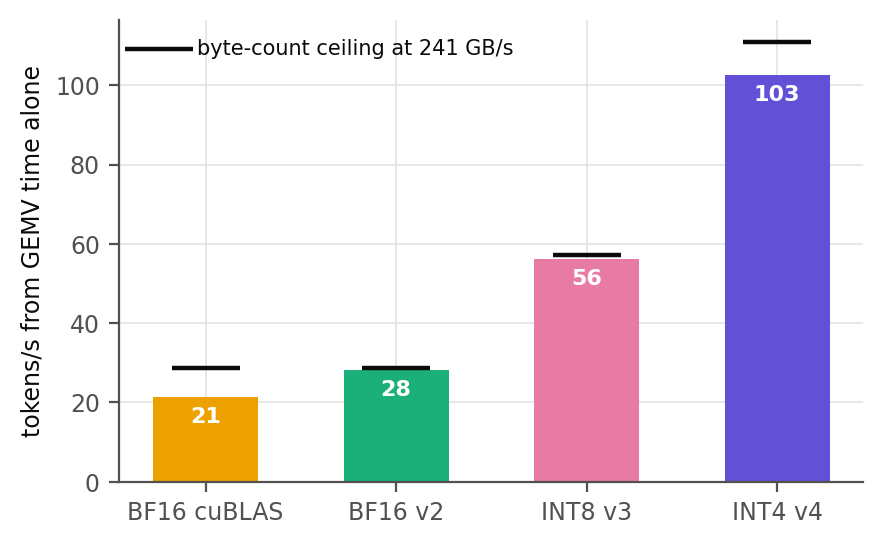 byte-count ceiling at 241 GB/s
tokens/s from GEMV time alone
100
80
60
40
20
0
21
28
56
103
BF16 cuBLAS
BF16 v2
INT8 v3
INT4 v4